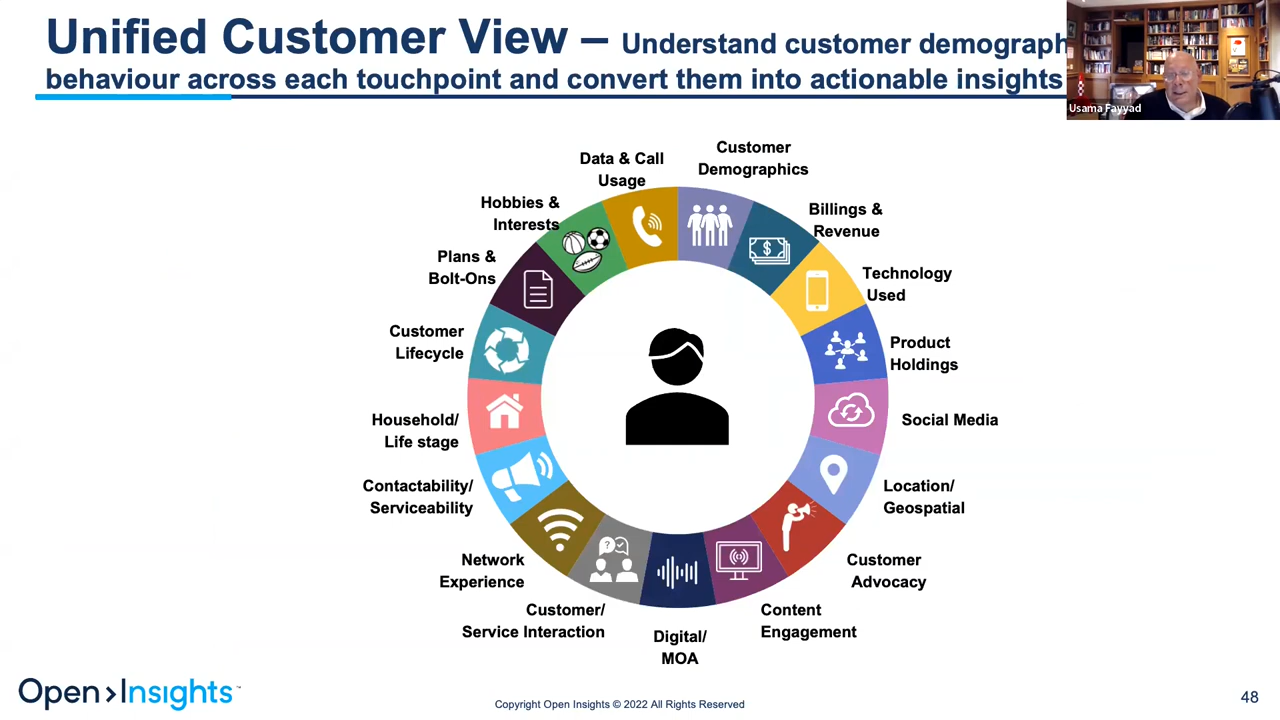 Unified Customer View – Understand customer demograph
behaviour across each touchpoint and convert them into actionable insights
Usama Fayyad
Data & Call
Usage
Customer
Demographics
Hobbies &
Interests
Billings &
Revenue
Plans &
Bolt-Ons
Technology
Used
Customer
Lifecycle
Product
Holdings
Household/
Life stage
Social Media
Contactability/
Serviceability
Location/
Geospatial
Network
Experience
Customer
Advocacy
Customer/
Service Interaction
Content
Engagement
Digital/
MOA
Open>Insights™
Copyright Open Insights © 2022 All Rights Reserved
48